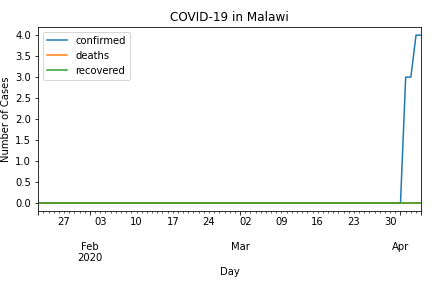 COVID-19 in Malawi
confirmed
deaths
recovered
Number of Cases
4.0
3.5
3.0
2.5
2.0
1.5
1.0
0.5
0.0
27 03 10 17 24 02 09 16 23 30
Feb Mar Apr
2020
Day